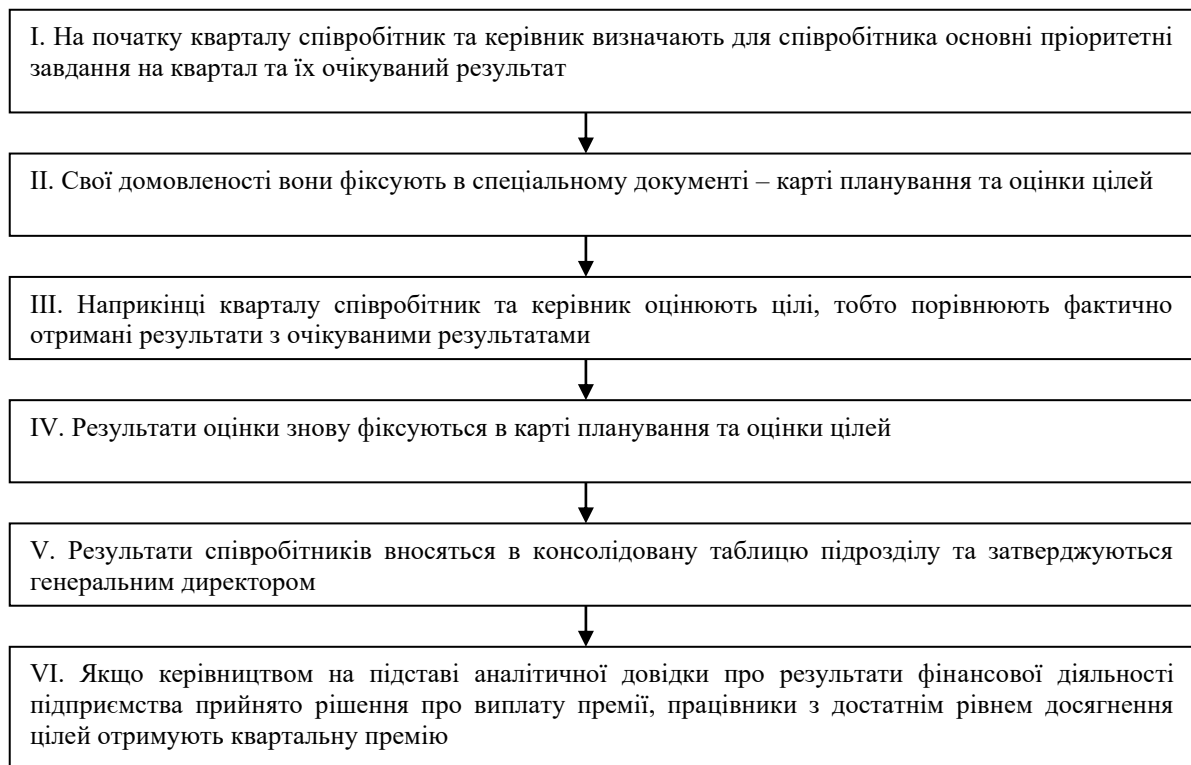 I. На початку кварталу співробітник та керівник визначають для співробітника основні пріоритетні
завдання на квартал та їх очікуваний результат
II. Свої домовленості вони фіксують в спеціальному документі – карті планування та оцінки цілей
III. Наприкінці кварталу співробітник та керівник оцінюють цілі, тобто порівнюють фактично
отримані результати з очікуваними результатами
IV. Результати оцінки знову фіксуються в карті планування та оцінки цілей
V. Результати співробітників вносяться в консолідовану таблицю підрозділу та затверджуються
генеральним директором
VI. Якщо керівництвом на підставі аналітичної довідки про результати фінансової діяльності
підприємства прийнято рішення про виплату премії, працівники з достатнім рівнем досягнення
цілей отримують квартальну премію